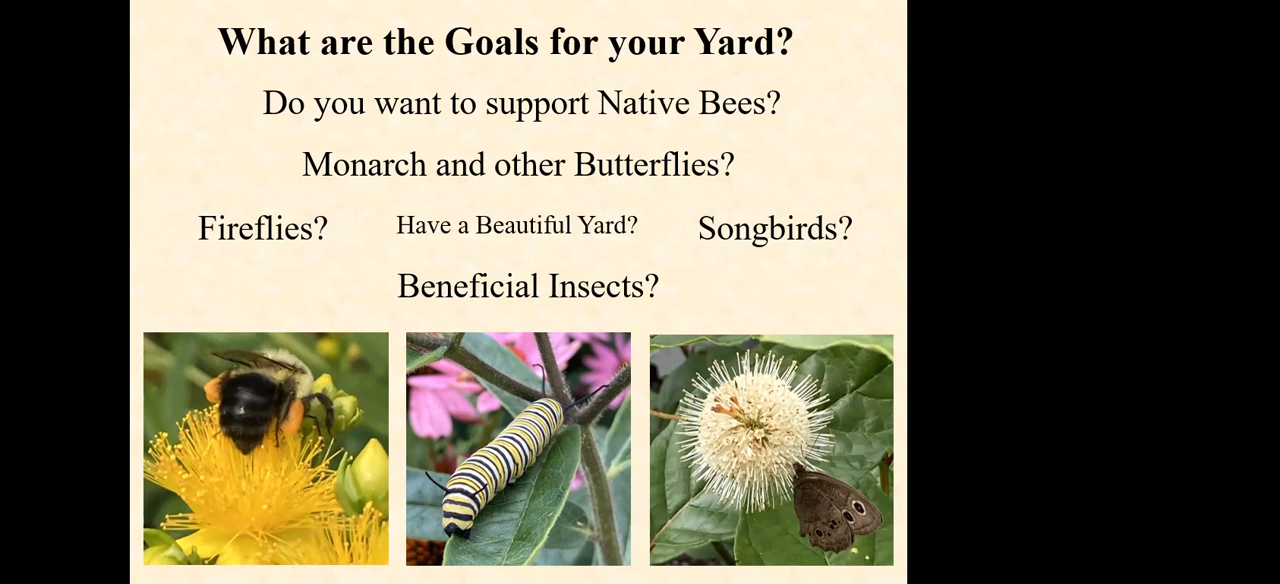 What are the Goals for your Yard?
Do you want to support Native Bees?
Monarch and other Butterflies?
Fireflies? Have a Beautiful Yard? Songbirds?
Beneficial Insects?